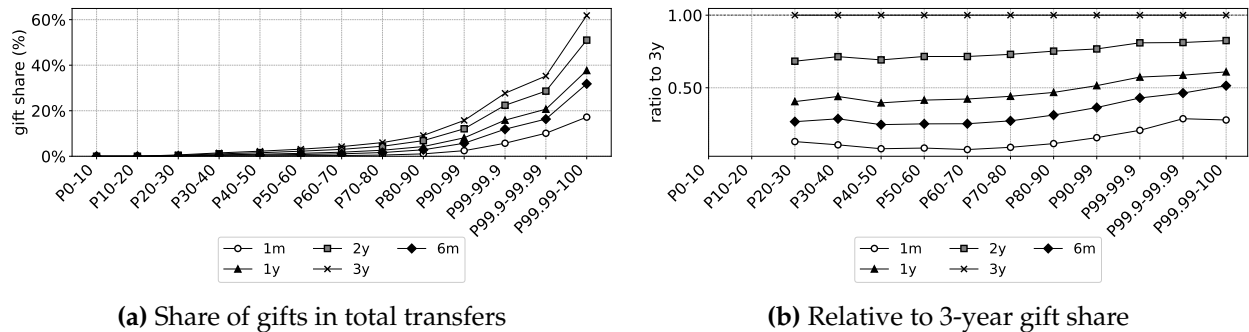 gift share (%)
60%
40%
20%
0%
P0-10
P10-20
P20-30
P30-40
P40-50
P50-60
P60-70
P70-80
P80-90
P90-99
P99-99.9
P99.9-99.99
P99.99-100
1m
2y
6m
1y
3y
(a) Share of gifts in total transfers
ratio to 3y
1.00
0.50
P0-10
P10-20
P20-30
P30-40
P40-50
P50-60
P60-70
P70-80
P80-90
P90-99
P99-99.9
P99.9-99.99
P99.99-100
1m
2y
6m
1y
3y
(b) Relative to 3-year gift share